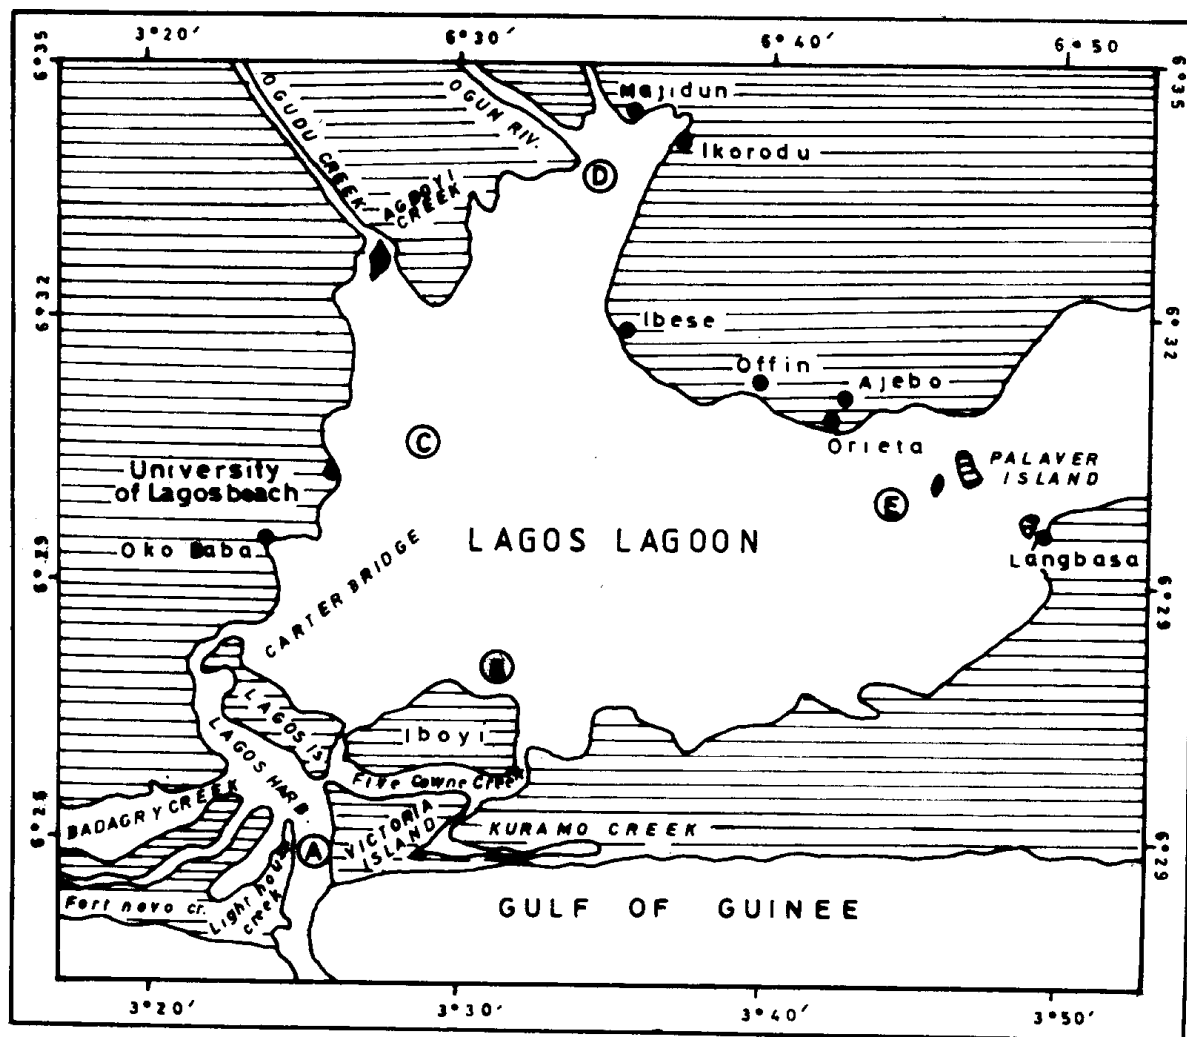 3°20′ 6°30′ 6°40′ 6°50
6°35
6°35
OGUDU CREEK
OGUN RIV.
AGBOYI
CREEK
Majidun
Ikorodu
D
6°32
6°32
Ibese
Offin
Ajebo
Orieta
C
University
of Lagos beach
PALAVER
ISLAND
E
Oko Baba
LAGOS LAGOON
Langbasa
6°29
6°29
CARTER BRIDGE
LAGOS IS.
Iboyi
LAGOS HARB.
Five Cowne Creek
BADAGRY CREEK
VICTORIA
ISLAND
KURAMO CREEK
6°26
6°29
A
Fort novo cr.
Light house
creek
GULF OF GUINEE
3°20′ 3°30′ 3°40′ 3°50′